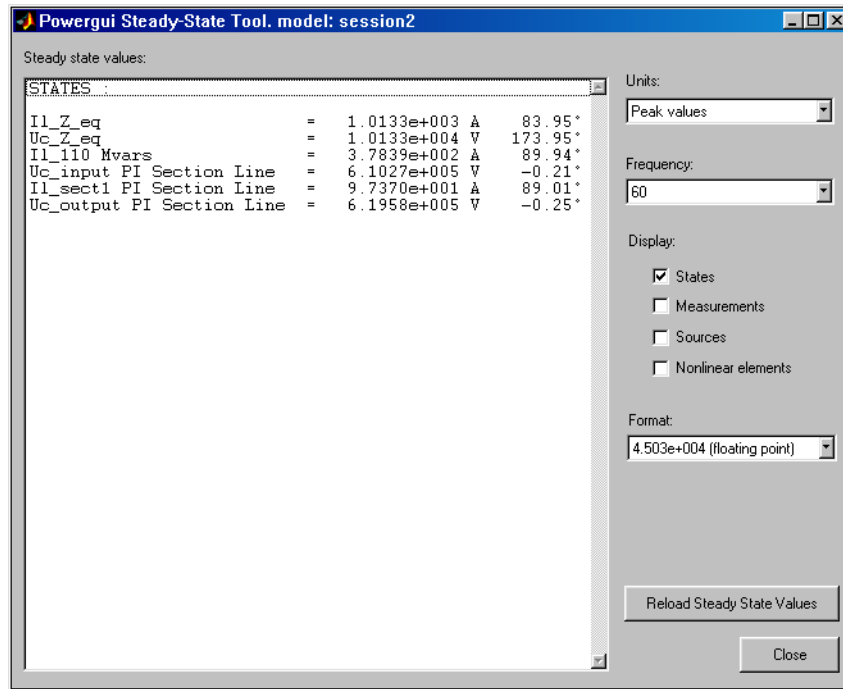 Powergui Steady-State Tool. model: session2
Steady state values:
STATES :
Il_Z_eq = 1.0133e+003 A 83.95°
Uc_Z_eq = 1.0133e+004 V 173.95°
Il_110 Mvars = 3.7839e+002 A 89.94°
Uc_input PI Section Line = 6.1027e+005 V -0.21°
Il_sect1 PI Section Line = 9.7370e+001 A 89.01°
Uc_output PI Section Line = 6.1958e+005 V -0.25°
Units:
Peak values
Frequency:
60
Display:
States
Measurements
Sources
Nonlinear elements
Format:
4.503e+004 (floating point)
Reload Steady State Values
Close